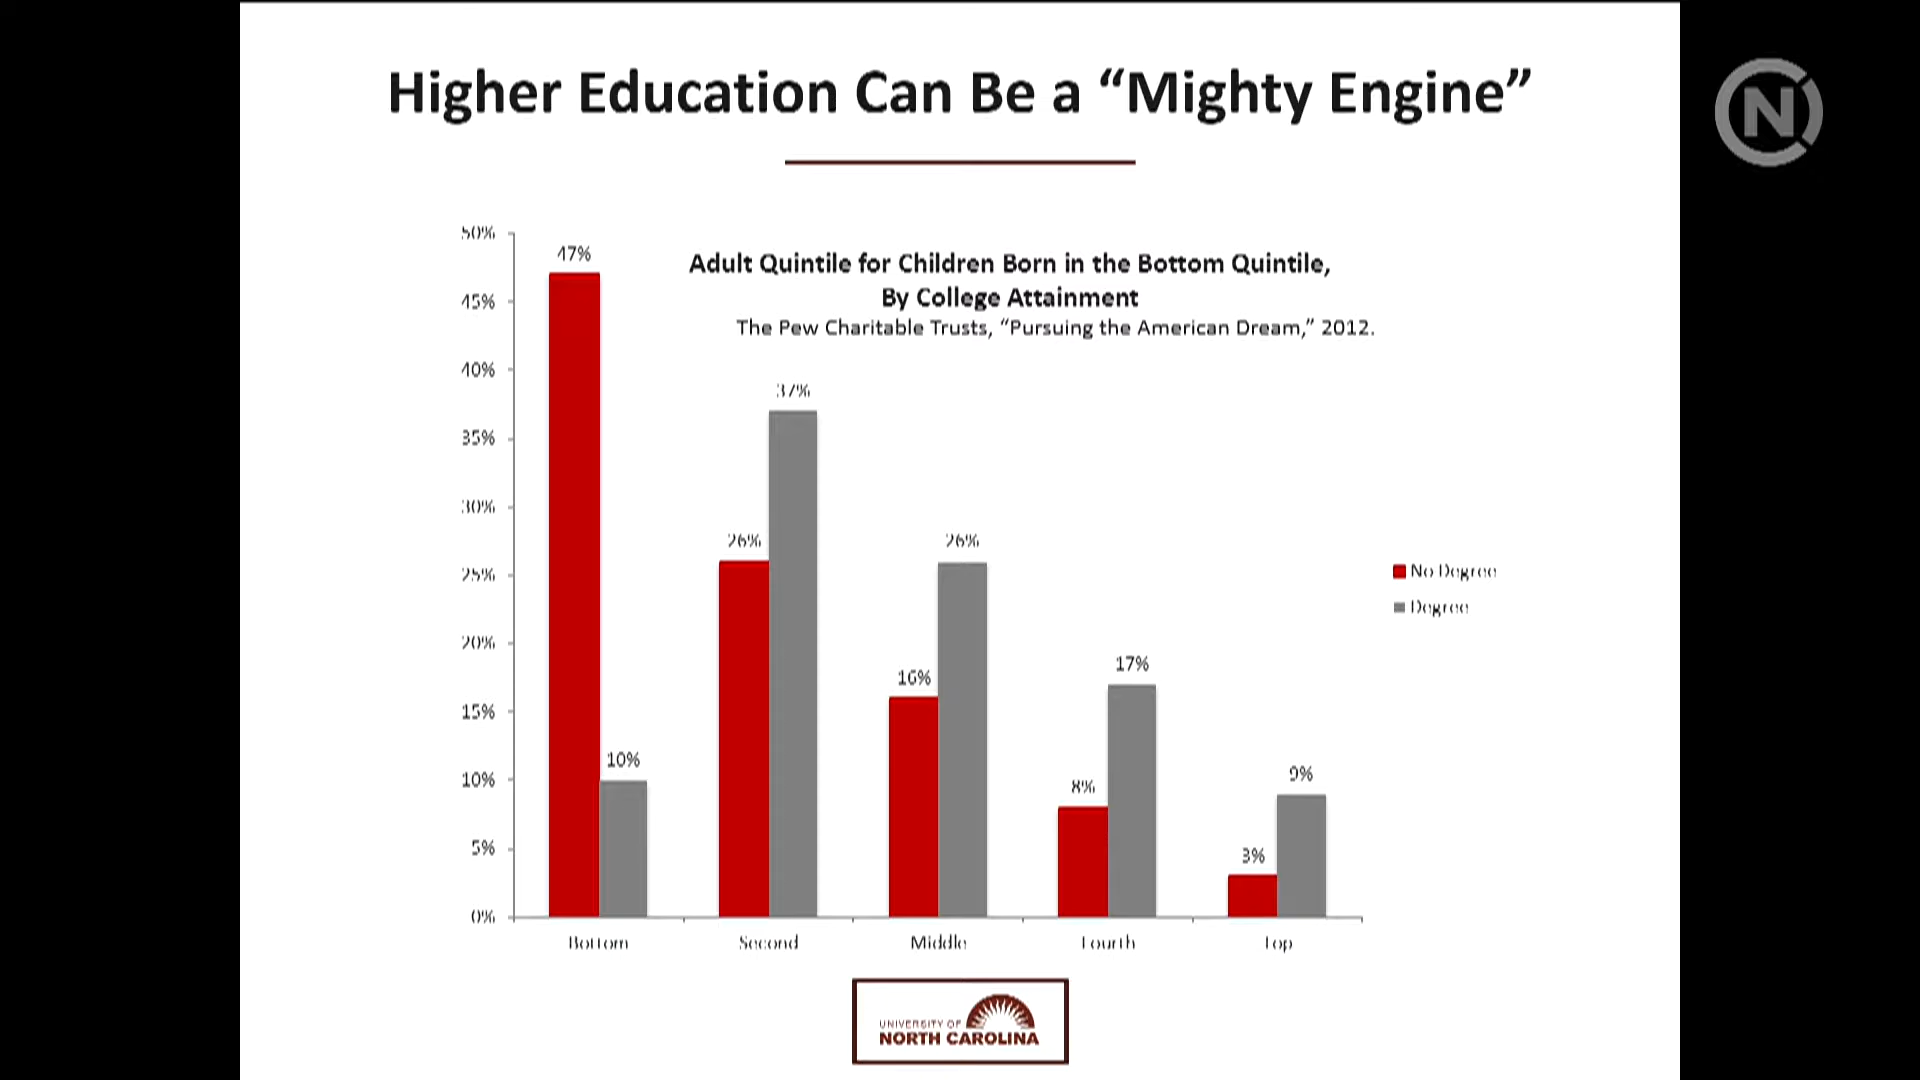 Higher Education Can Be a “Mighty Engine”
N
50%
47%
Adult Quintile for Children Born in the Bottom Quintile,
By College Attainment
The Pew Charitable Trusts, “Pursuing the American Dream,” 2012.
45%
40%
37%
35%
30%
26%
26%
25%
No Degree
Degree
20%
16%
17%
15%
10%
10%
8%
9%
5%
3%
0%
Bottom
Second
Middle
Fourth
Top
UNIVERSITY OF
NORTH CAROLINA